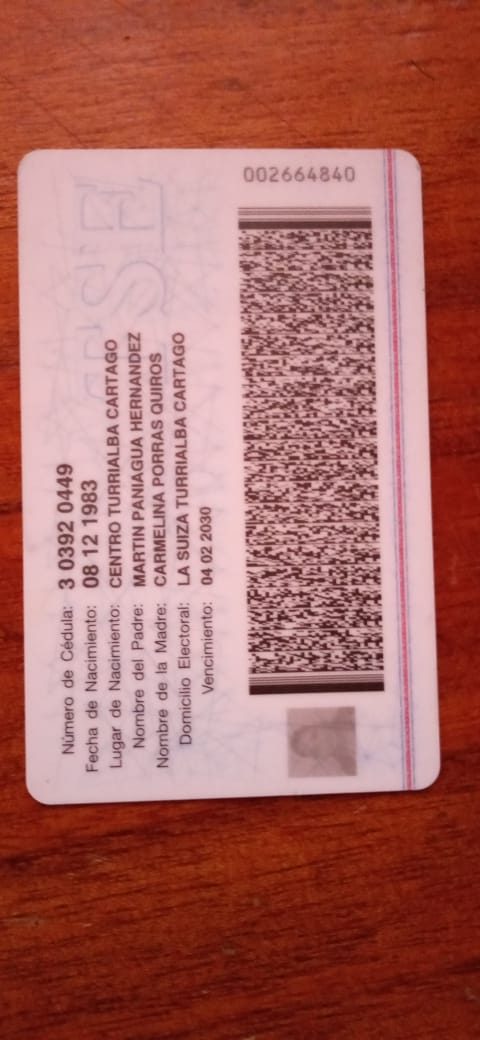 002664840
TSE
Número de Cédula: 3 0392 0449
Fecha de Nacimiento: 08 12 1983
Lugar de Nacimiento: CENTRO TURRIALBA CARTAGO
Nombre del Padre: MARTIN PANIAGUA HERNANDEZ
Nombre de la Madre: CARMELINA PORRAS QUIROS
Domicilio Electoral: LA SUIZA TURRIALBA CARTAGO
Vencimiento: 04 02 2030